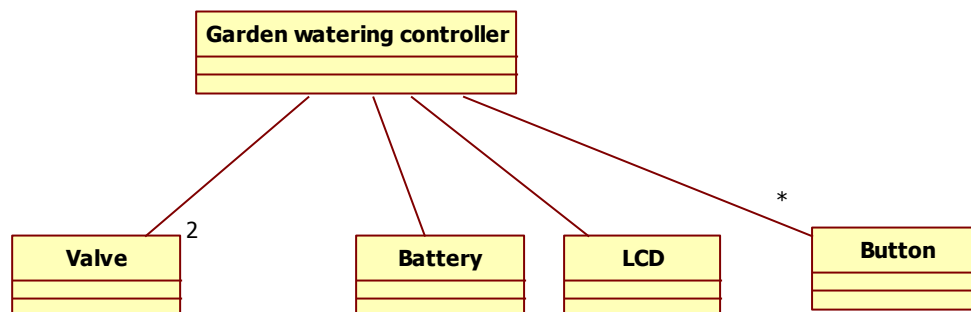 Garden watering controller
*
2
Valve
Battery
LCD
Button